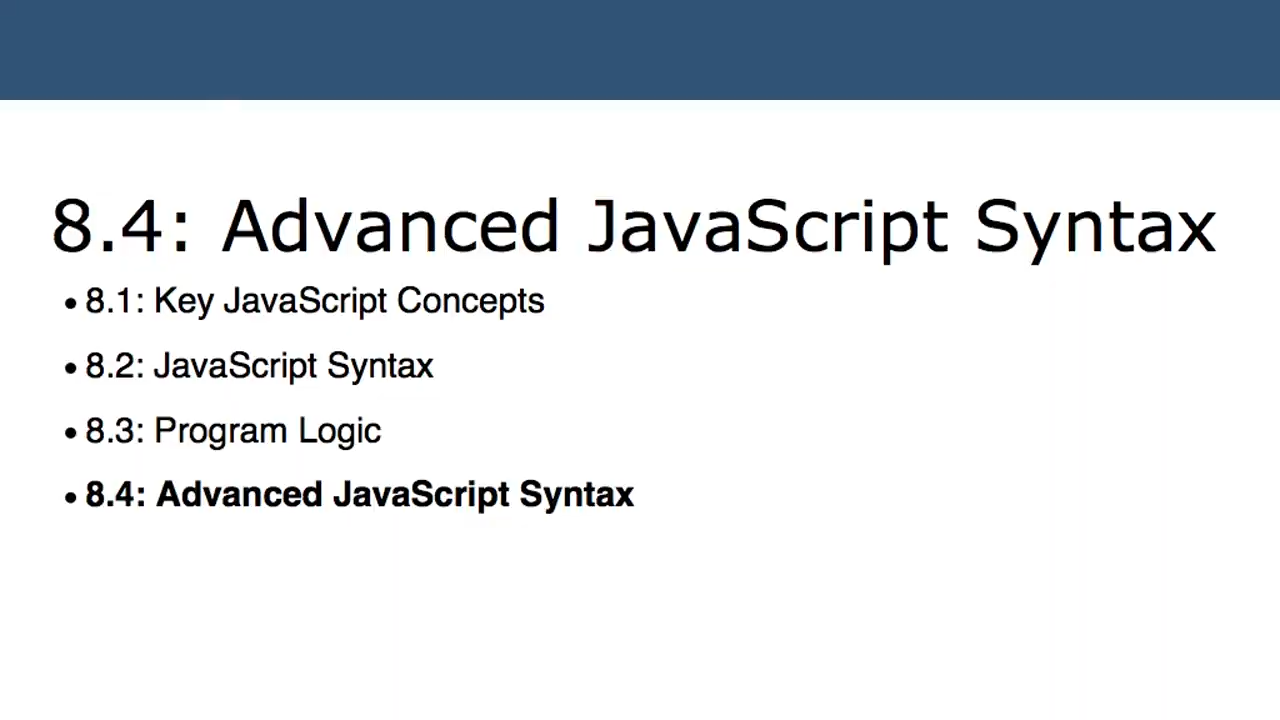 8.4: Advanced JavaScript Syntax
• 8.1: Key JavaScript Concepts
• 8.2: JavaScript Syntax
• 8.3: Program Logic
• 8.4: Advanced JavaScript Syntax